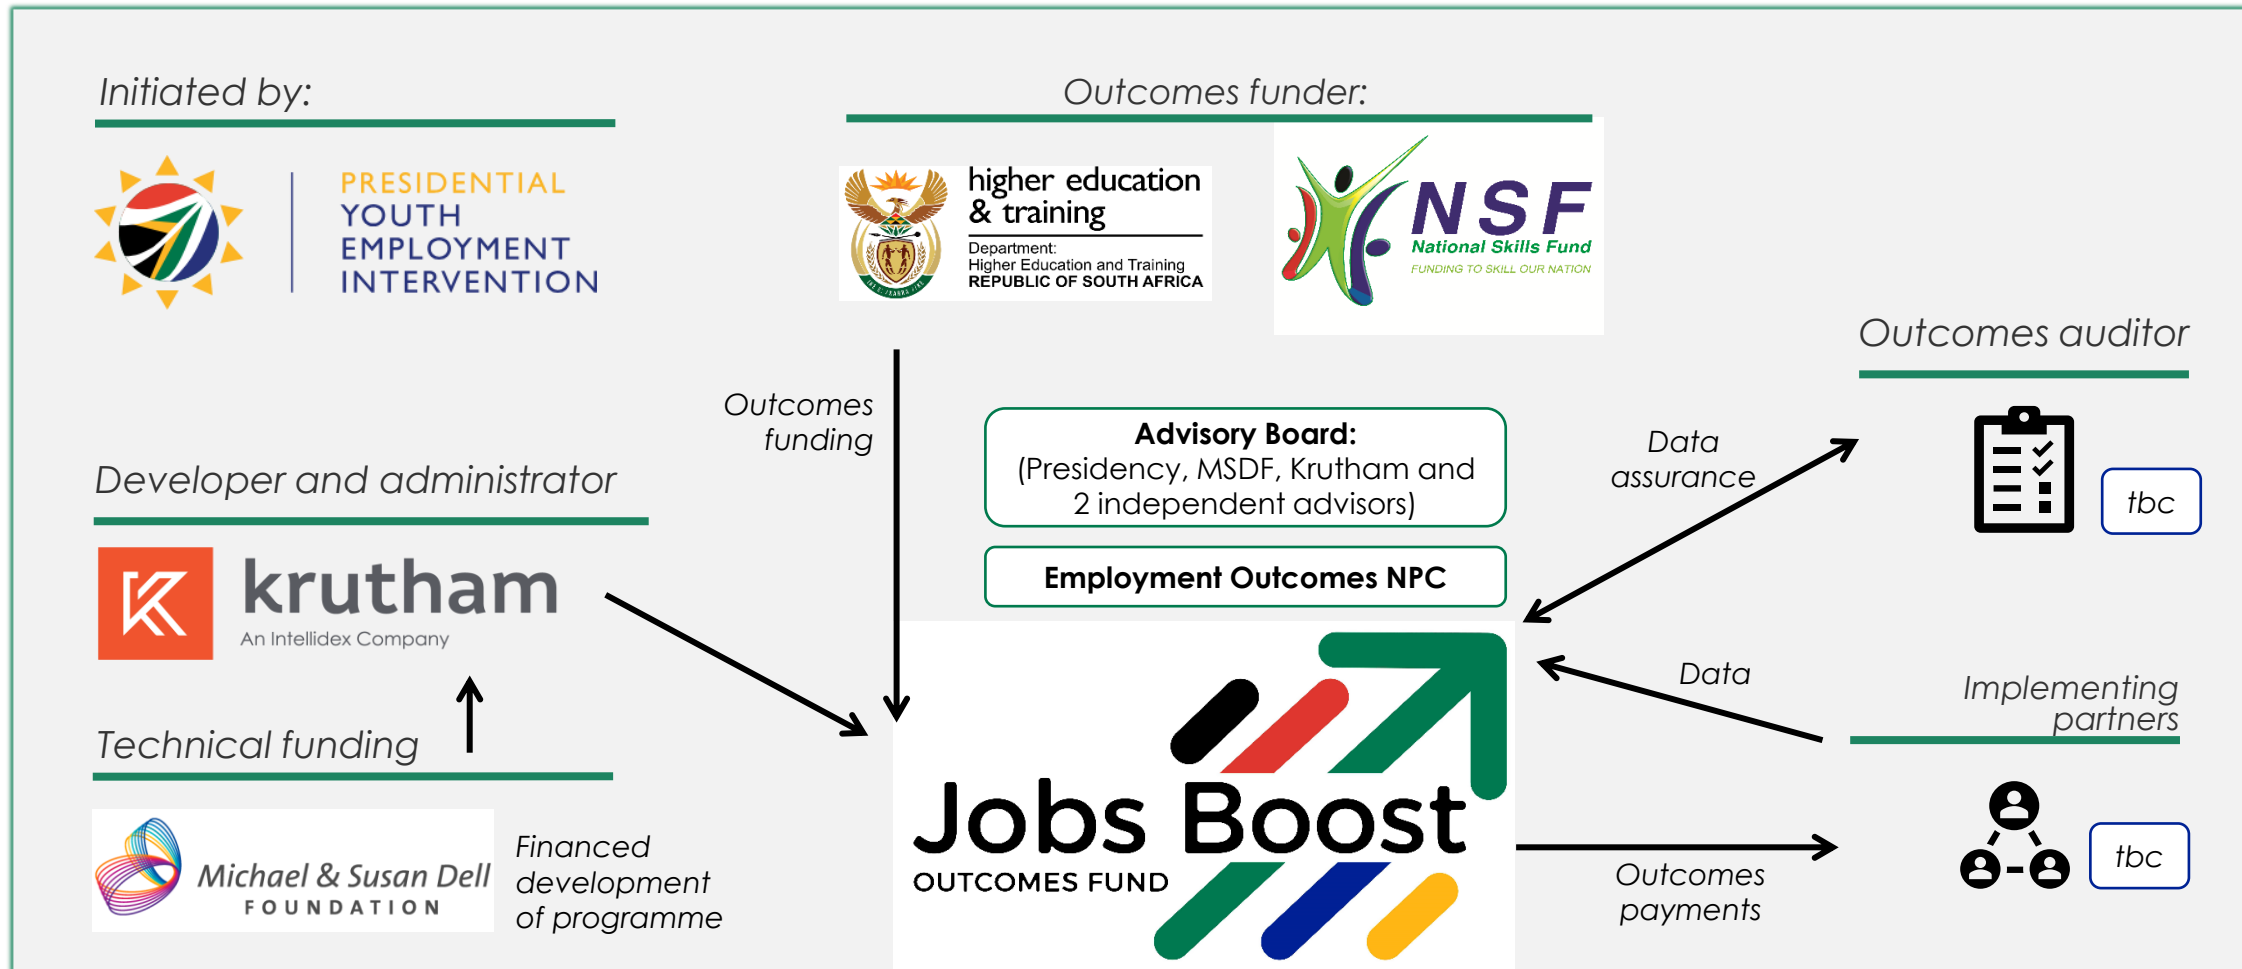 Initiated by:
PRESIDENTIAL
YOUTH
EMPLOYMENT
INTERVENTION
Outcomes funder:
higher education
& training
Department:
Higher Education and Training
REPUBLIC OF SOUTH AFRICA
NSF
National Skills Fund
FUNDING TO SKILL OUR NATION
Outcomes auditor
tbc
Outcomes
funding
Advisory Board:
(Presidency, MSDF, Krutham and
2 independent advisors)
Employment Outcomes NPC
Data
assurance
Developer and administrator
krutham
An Intellidex Company
Technical funding
Michael & Susan Dell
FOUNDATION
Financed
development
of programme
Jobs Boost
OUTCOMES FUND
Data
Implementing
partners
tbc
Outcomes
payments